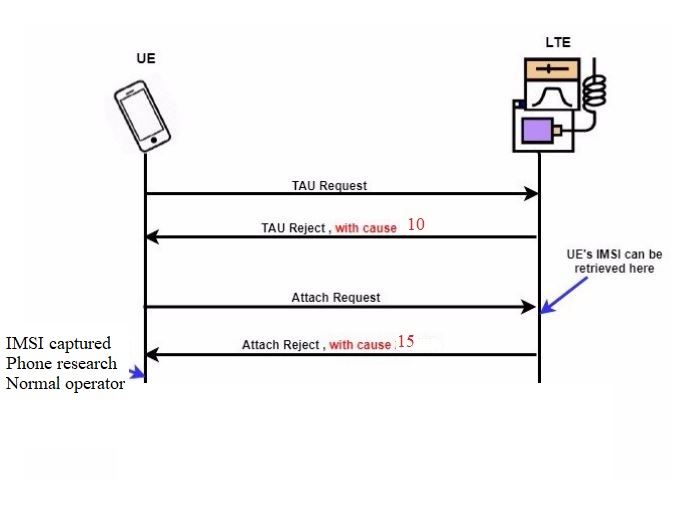 LTE
UE
TAU Request
TAU Reject , with cause 10
UE's IMSI can be
retrieved here
Attach Request
Attach Reject , with cause : 15
IMSI captured
Phone research
Normal operator